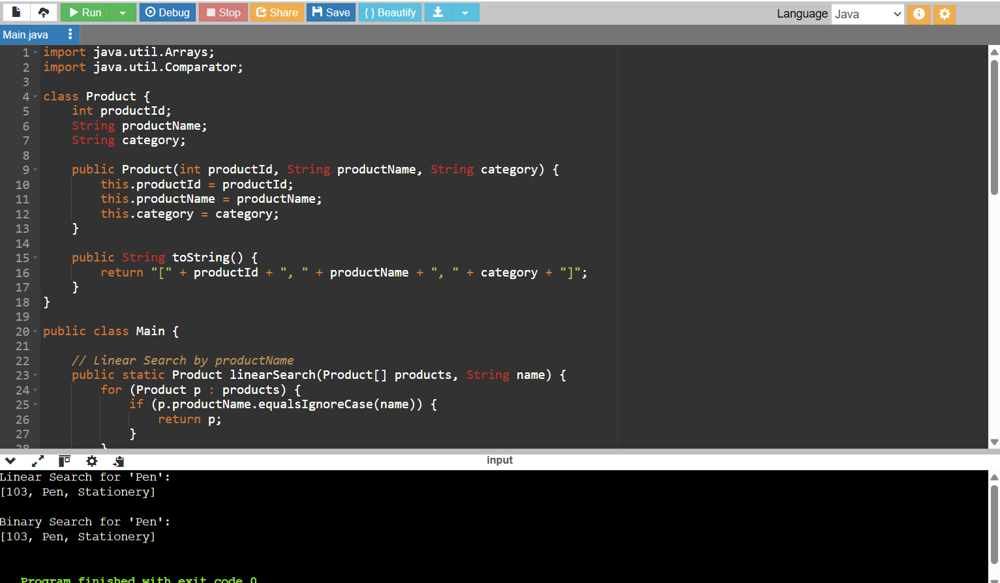 Run Debug Stop Share Save {} Beautify Language Java
Main.java
1 import java.util.Arrays;
2 import java.util.Comparator;
3
4 class Product {
5     int productId;
6     String productName;
7     String category;
8
9     public Product(int productId, String productName, String category) {
10         this.productId = productId;
11         this.productName = productName;
12         this.category = category;
13     }
14
15     public String toString() {
16         return "[" + productId + ", " + productName + ", " + category + "]";
17     }
18 }
19
20 public class Main {
21
22     // Linear Search by productName
23     public static Product linearSearch(Product[] products, String name) {
24         for (Product p : products) {
25             if (p.productName.equalsIgnoreCase(name)) {
26                 return p;
27             }
28         }
input
Linear Search for 'Pen':
[103, Pen, Stationery]

Binary Search for 'Pen':
[103, Pen, Stationery]

Program finished with exit code 0